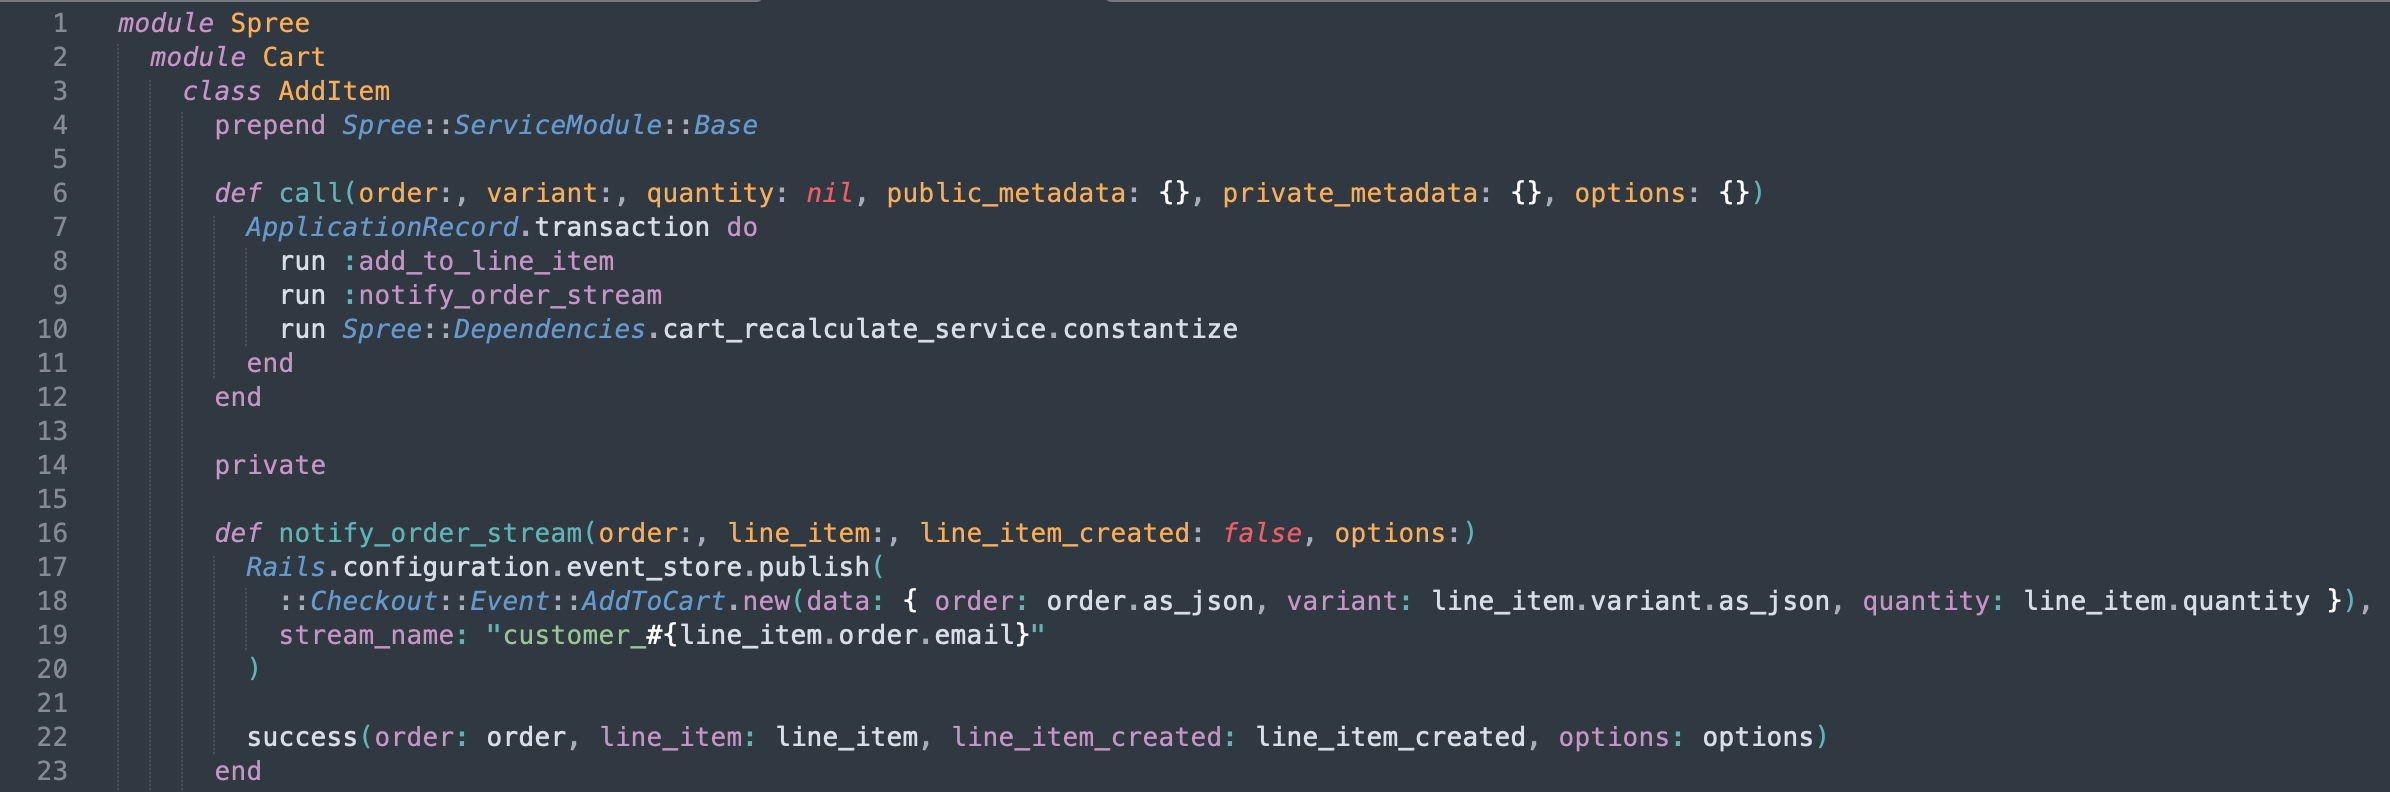 1 module Spree
2 module Cart
3 class AddItem
4 prepend Spree::ServiceModule::Base
5
6 def call(order:, variant:, quantity: nil, public_metadata: {}, private_metadata: {}, options: {})
7 ApplicationRecord.transaction do
8 run :add_to_line_item
9 run :notify_order_stream
10 run Spree::Dependencies.cart_recalculate_service.constantize
11 end
12 end
13
14 private
15
16 def notify_order_stream(order:, line_item:, line_item_created: false, options:)
17 Rails.configuration.event_store.publish(
18 ::Checkout::Event::AddToCart.new(data: { order: order.as_json, variant: line_item.variant.as_json, quantity: line_item.quantity }),
19 stream_name: "customer_#{line_item.order.email}"
20 )
21
22 success(order: order, line_item: line_item, line_item_created: line_item_created, options: options)
23 end